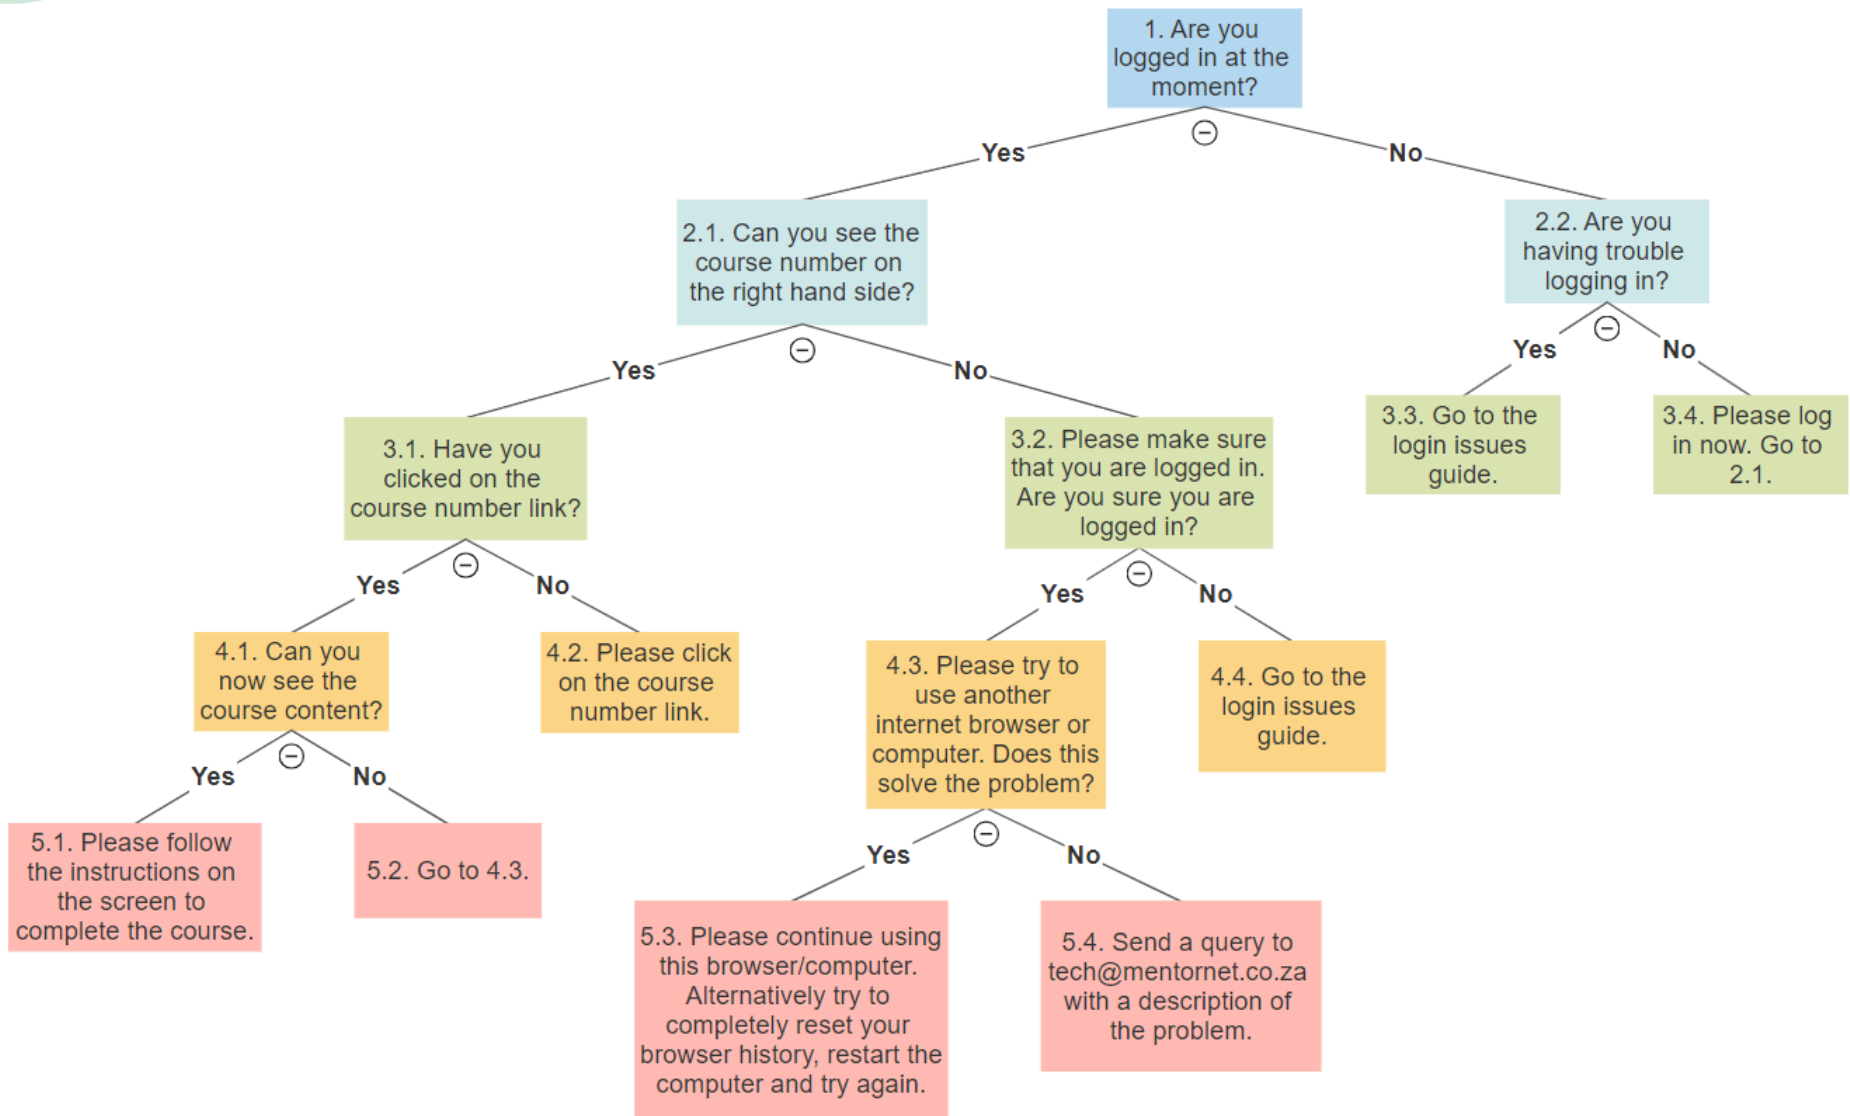 1. Are you
logged in at the
moment?
Yes
No
2.1. Can you see the
course number on
the right hand side?
2.2. Are you
having trouble
logging in?
Yes
No
Yes
No
3.1. Have you
clicked on the
course number link?
3.2. Please make sure
that you are logged in.
Are you sure you are
logged in?
3.3. Go to the
login issues
guide.
3.4. Please log
in now. Go to
2.1.
Yes
No
Yes
No
4.1. Can you
now see the
course content?
4.2. Please click
on the course
number link.
4.3. Please try to
use another
internet browser or
computer. Does this
solve the problem?
4.4. Go to the
login issues
guide.
Yes
No
Yes
No
5.1. Please follow
the instructions on
the screen to
complete the course.
5.2. Go to 4.3.
5.3. Please continue using
this browser/computer.
Alternatively try to
completely reset your
browser history, restart the
computer and try again.
5.4. Send a query to
tech@mentornet.co.za
with a description of
the problem.